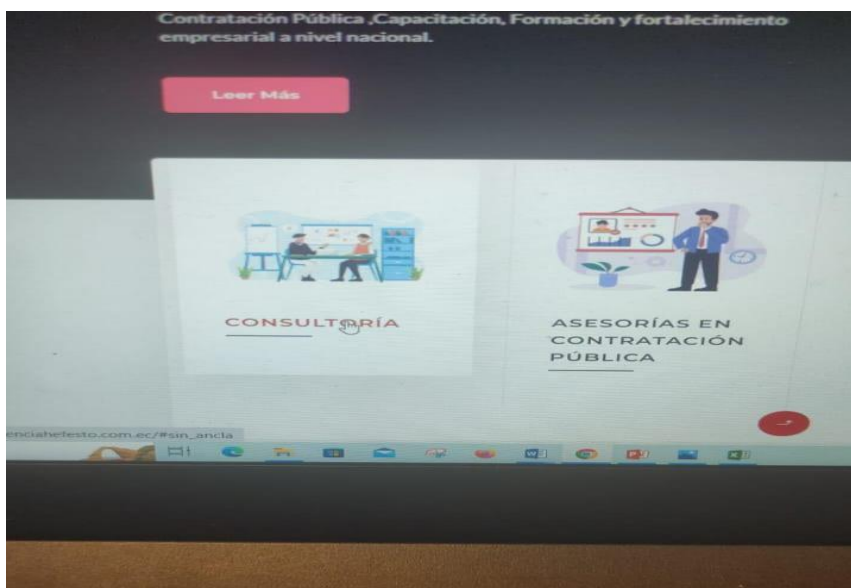 Contratación Pública ,Capacitación, Formación y fortalecimiento
empresarial a nivel nacional.
Leer Más
CONSULTORÍA
ASESORÍAS EN
CONTRATACIÓN
PÚBLICA
enciahefesto.com.ec/#sin_ancla